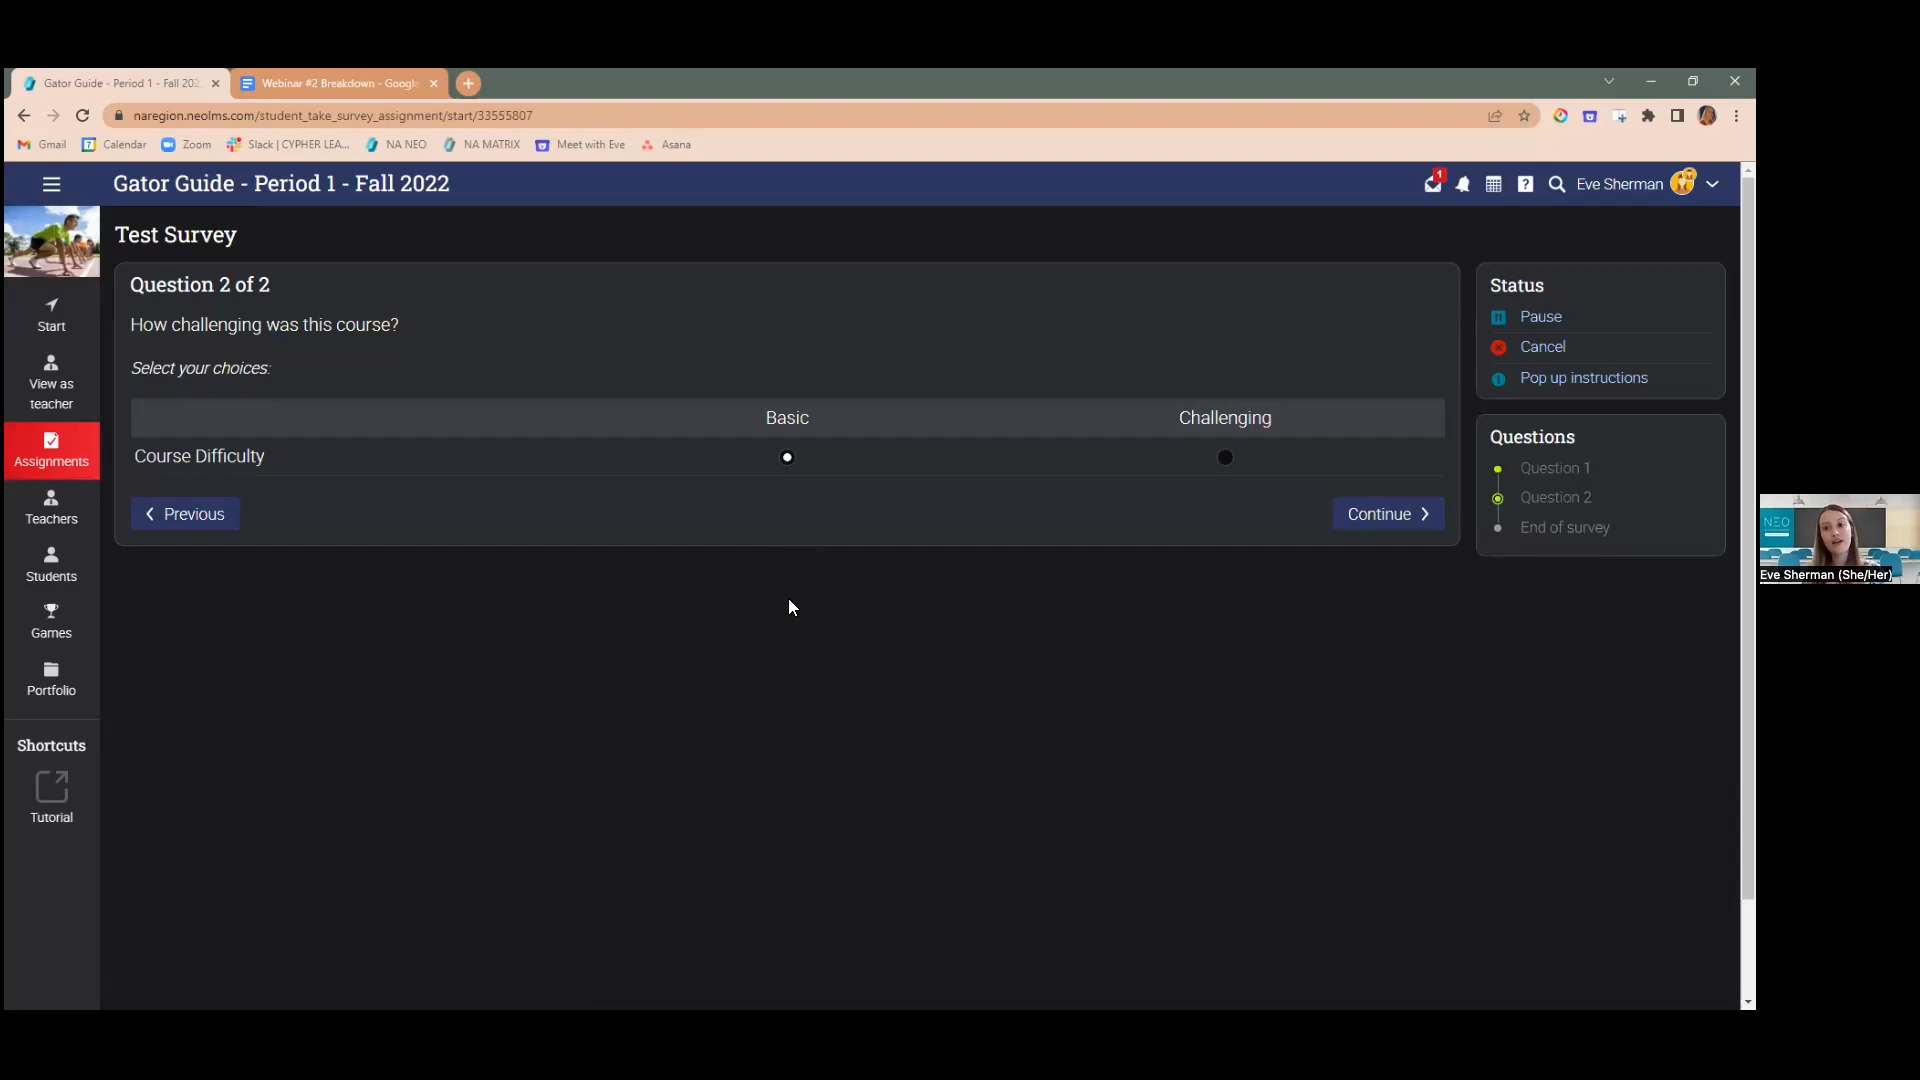 Gator Guide - Period 1 - Fall 202
Webinar #2 Breakdown - Google
naregion.neolms.com/student_take_survey_assignment/start/33555807
Gmail
7
Calendar
Zoom
Slack | CYPHER LEA...
NA NEO
NA MATRIX
Meet with Eve
Asana
Gator Guide - Period 1 - Fall 2022
1
?
Eve Sherman
Start
View as
teacher
Assignments
Teachers
Students
Games
Portfolio
Shortcuts
Tutorial
Test Survey
Question 2 of 2
How challenging was this course?
Select your choices:
Basic
Challenging
Course Difficulty
Previous
Continue
Status
Pause
Cancel
Pop up instructions
Questions
Question 1
Question 2
End of survey
NEO
Eve Sherman (She/Her)